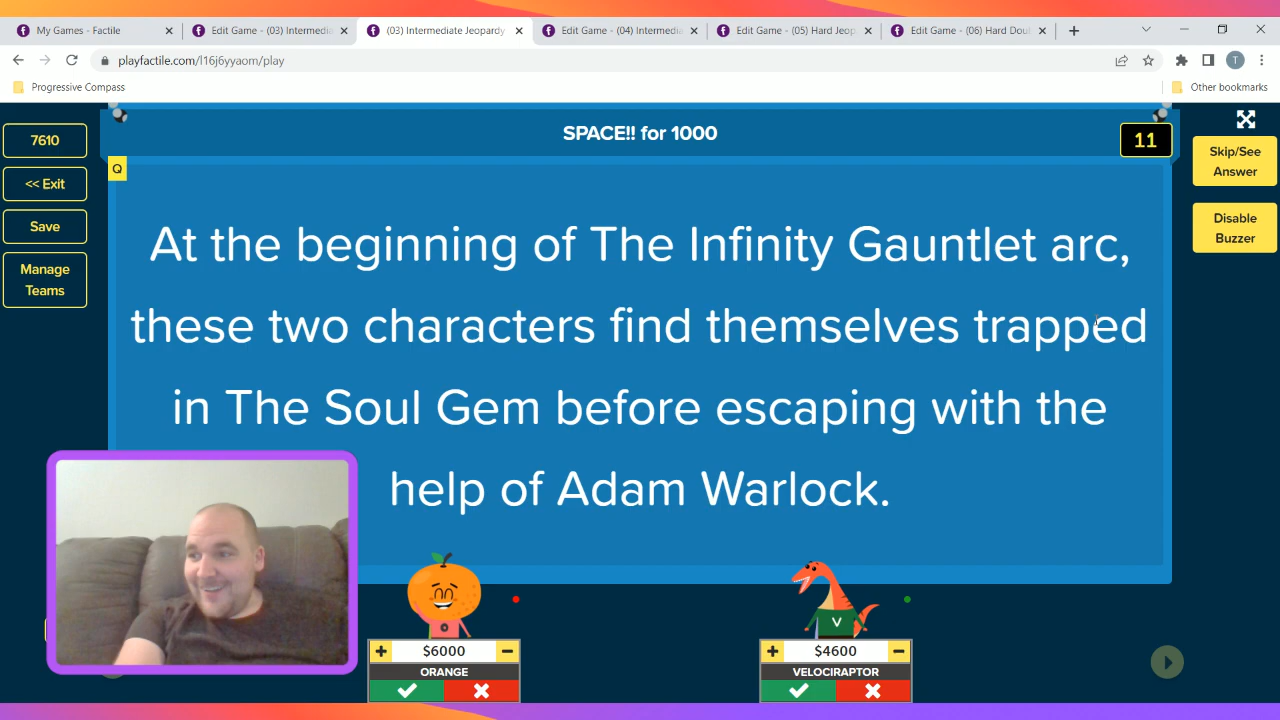 My Games - Factile
Edit Game - (03) Intermedia
(03) Intermediate Jeopardy
Edit Game - (04) Intermedia
Edit Game - (05) Hard Jeop
Edit Game - (06) Hard Dou
playfactile.com/l16j6yyaom/play
T
Progressive Compass
Other bookmarks
7610
<< Exit
Save
Manage
Teams
SPACE!! for 1000
11
Skip/See
Answer
Disable
Buzzer
Q
At the beginning of The Infinity Gauntlet arc,
these two characters find themselves trapped
in The Soul Gem before escaping with the
help of Adam Warlock.
O
V
+ $6000 −
ORANGE
+ $4600 −
VELOCIRAPTOR